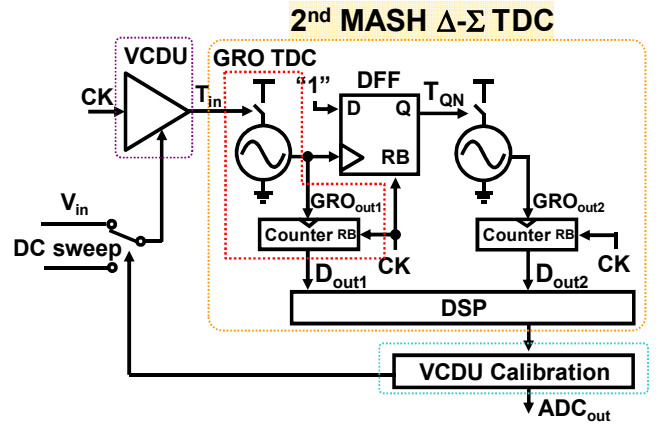 2nd MASH Δ-Σ TDC
VCDU
GRO TDC
DFF
"1"
CK
Tin
D
Q
RB
TQN
Vin
DC sweep
GROout1
GROout2
Counter RB
Counter RB
CK
CK
Dout1
Dout2
DSP
VCDU Calibration
ADCout